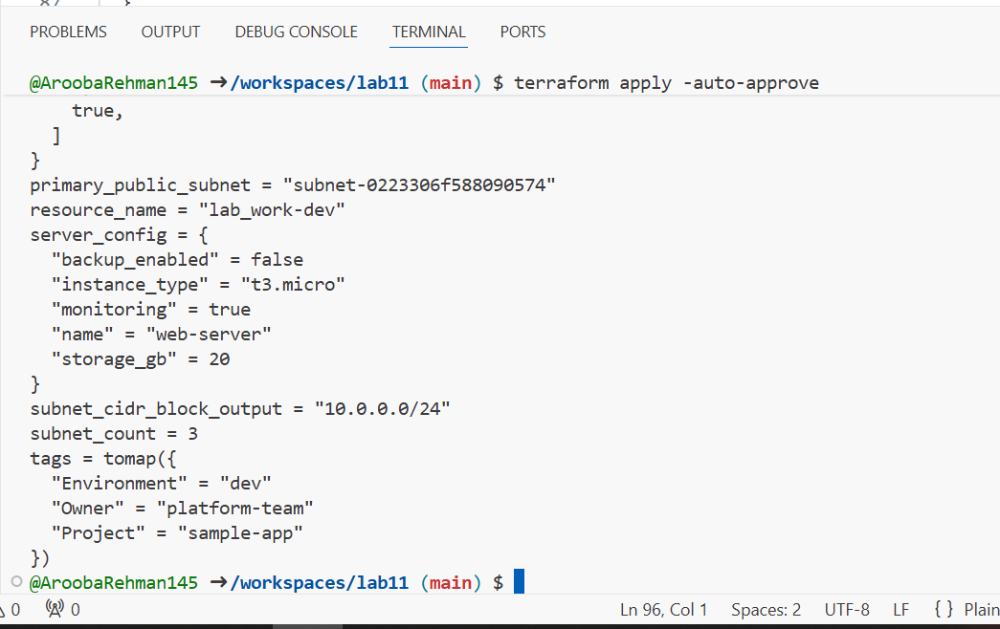 PROBLEMS OUTPUT DEBUG CONSOLE TERMINAL PORTS
@AroobaRehman145 ➜/workspaces/lab11 (main) $ terraform apply -auto-approve
true,
]
}
primary_public_subnet = "subnet-0223306f588090574"
resource_name = "lab_work-dev"
server_config = {
"backup_enabled" = false
"instance_type" = "t3.micro"
"monitoring" = true
"name" = "web-server"
"storage_gb" = 20
}
subnet_cidr_block_output = "10.0.0.0/24"
subnet_count = 3
tags = tomap({
"Environment" = "dev"
"Owner" = "platform-team"
"Project" = "sample-app"
})
@AroobaRehman145 ➜/workspaces/lab11 (main) $
0 0 Ln 96, Col 1 Spaces: 2 UTF-8 LF { } Plain